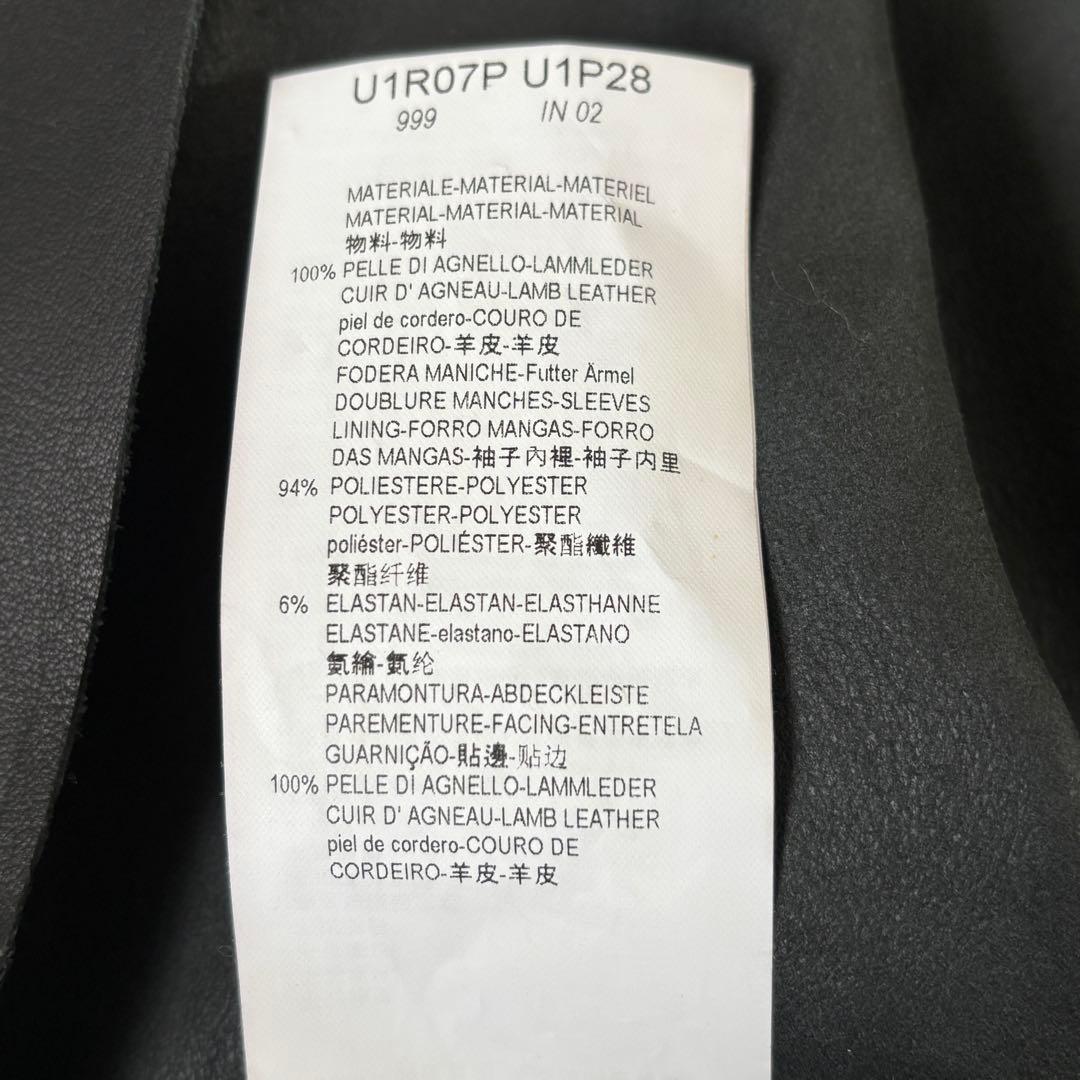 U1R07P U1P28
999 IN 02
MATERIALE-MATERIAL-MATERIEL
MATERIAL-MATERIAL-MATERIAL
物料-物料
100% PELLE DI AGNELLO-LAMMLEDER
CUIR D' AGNEAU-LAMB LEATHER
piel de cordero-COURO DE
CORDEIRO-羊皮-羊皮
FODERA MANICHE-Futter Ärmel
DOUBLURE MANCHES-SLEEVES
LINING-FORRO MANGAS-FORRO
DAS MANGAS-袖子內裡-袖子内里
94% POLIESTERE-POLYESTER
POLYESTER-POLYESTER
poliéster-POLIÉSTER-聚酯纖維
聚酯纤维
6% ELASTAN-ELASTAN-ELASTHANNE
ELASTANE-elastano-ELASTANO
氨綸-氨纶
PARAMONTURA-ABDECKLEISTE
PAREMENTURE-FACING-ENTRETELA
GUARNIÇÃO-貼邊-贴边
100% PELLE DI AGNELLO-LAMMLEDER
CUIR D' AGNEAU-LAMB LEATHER
piel de cordero-COURO DE
CORDEIRO-羊皮-羊皮